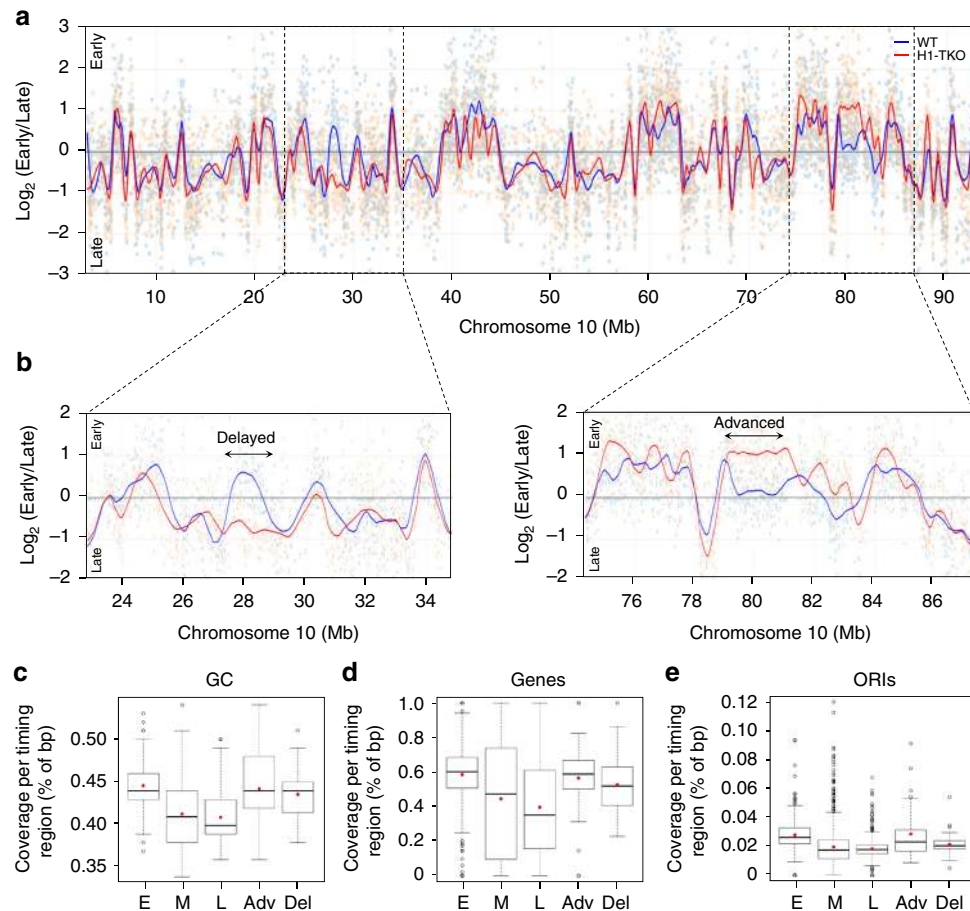 a
3
2
1
0
−1
−2
−3
Early
Late
Log2 (Early/Late)
WT
H1-TKO
10 20 30 40 50 60 70 80 90
Chromosome 10 (Mb)
b
2
1
0
−1
−2
Early
Late
Log2 (Early/Late)
Delayed
24 26 28 30 32 34
Chromosome 10 (Mb)
2
1
0
−1
−2
Early
Late
Log2 (Early/Late)
Advanced
76 78 80 82 84 86
Chromosome 10 (Mb)
c
GC
Coverage per timing
region (% of bp)
0.50
0.45
0.40
0.35
E M L Adv Del
d
Genes
Coverage per timing
region (% of bp)
1.0
0.8
0.6
0.4
0.2
0
E M L Adv Del
e
ORIs
Coverage per timing
region (% of bp)
0.12
0.10
0.08
0.06
0.04
0.02
0
E M L Adv Del